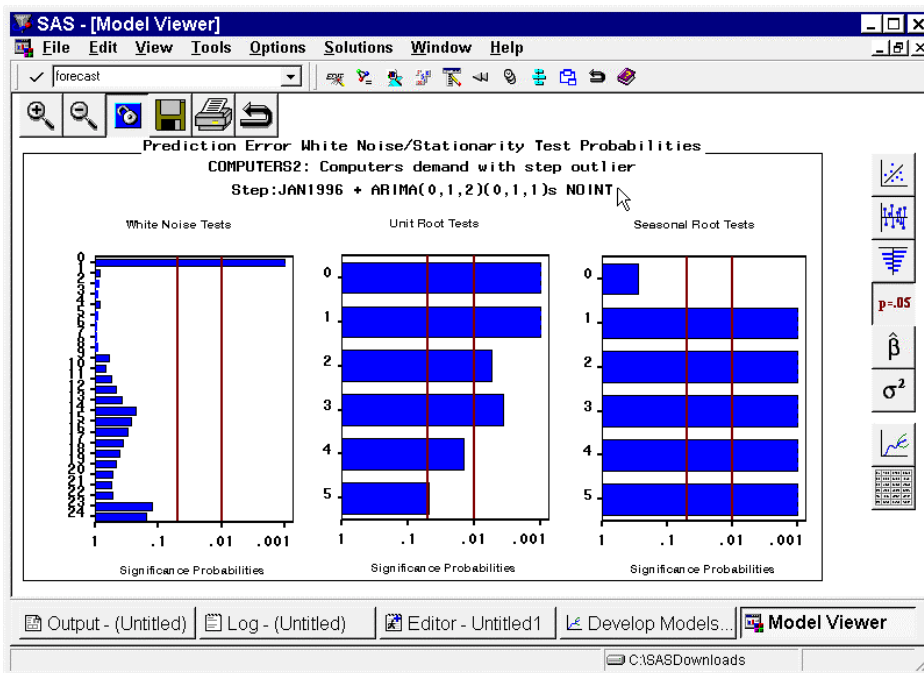 SAS - [Model Viewer]
File Edit View Tools Options Solutions Window Help
forecast
Prediction Error White Noise/Stationarity Test Probabilities
COMPUTERS2: Computers demand with step outlier
Step:JAN1996 + ARIMA(0,1,2)(0,1,1)s NOINT
White Noise Tests
Unit Root Tests
Seasonal Root Tests
0
1
2
3
4
5
6
7
8
9
10
11
12
13
14
15
16
17
18
19
20
21
22
23
24
1 .1 .01 .001
Significance Probabilities
0
1
2
3
4
5
1 .1 .01 .001
Significance Probabilities
0
1
2
3
4
5
1 .1 .01 .001
Significance Probabilities
p=.05
β̂
σ²
Output - (Untitled) Log - (Untitled) Editor - Untitled1 Develop Models... Model Viewer
C:\SASDownloads